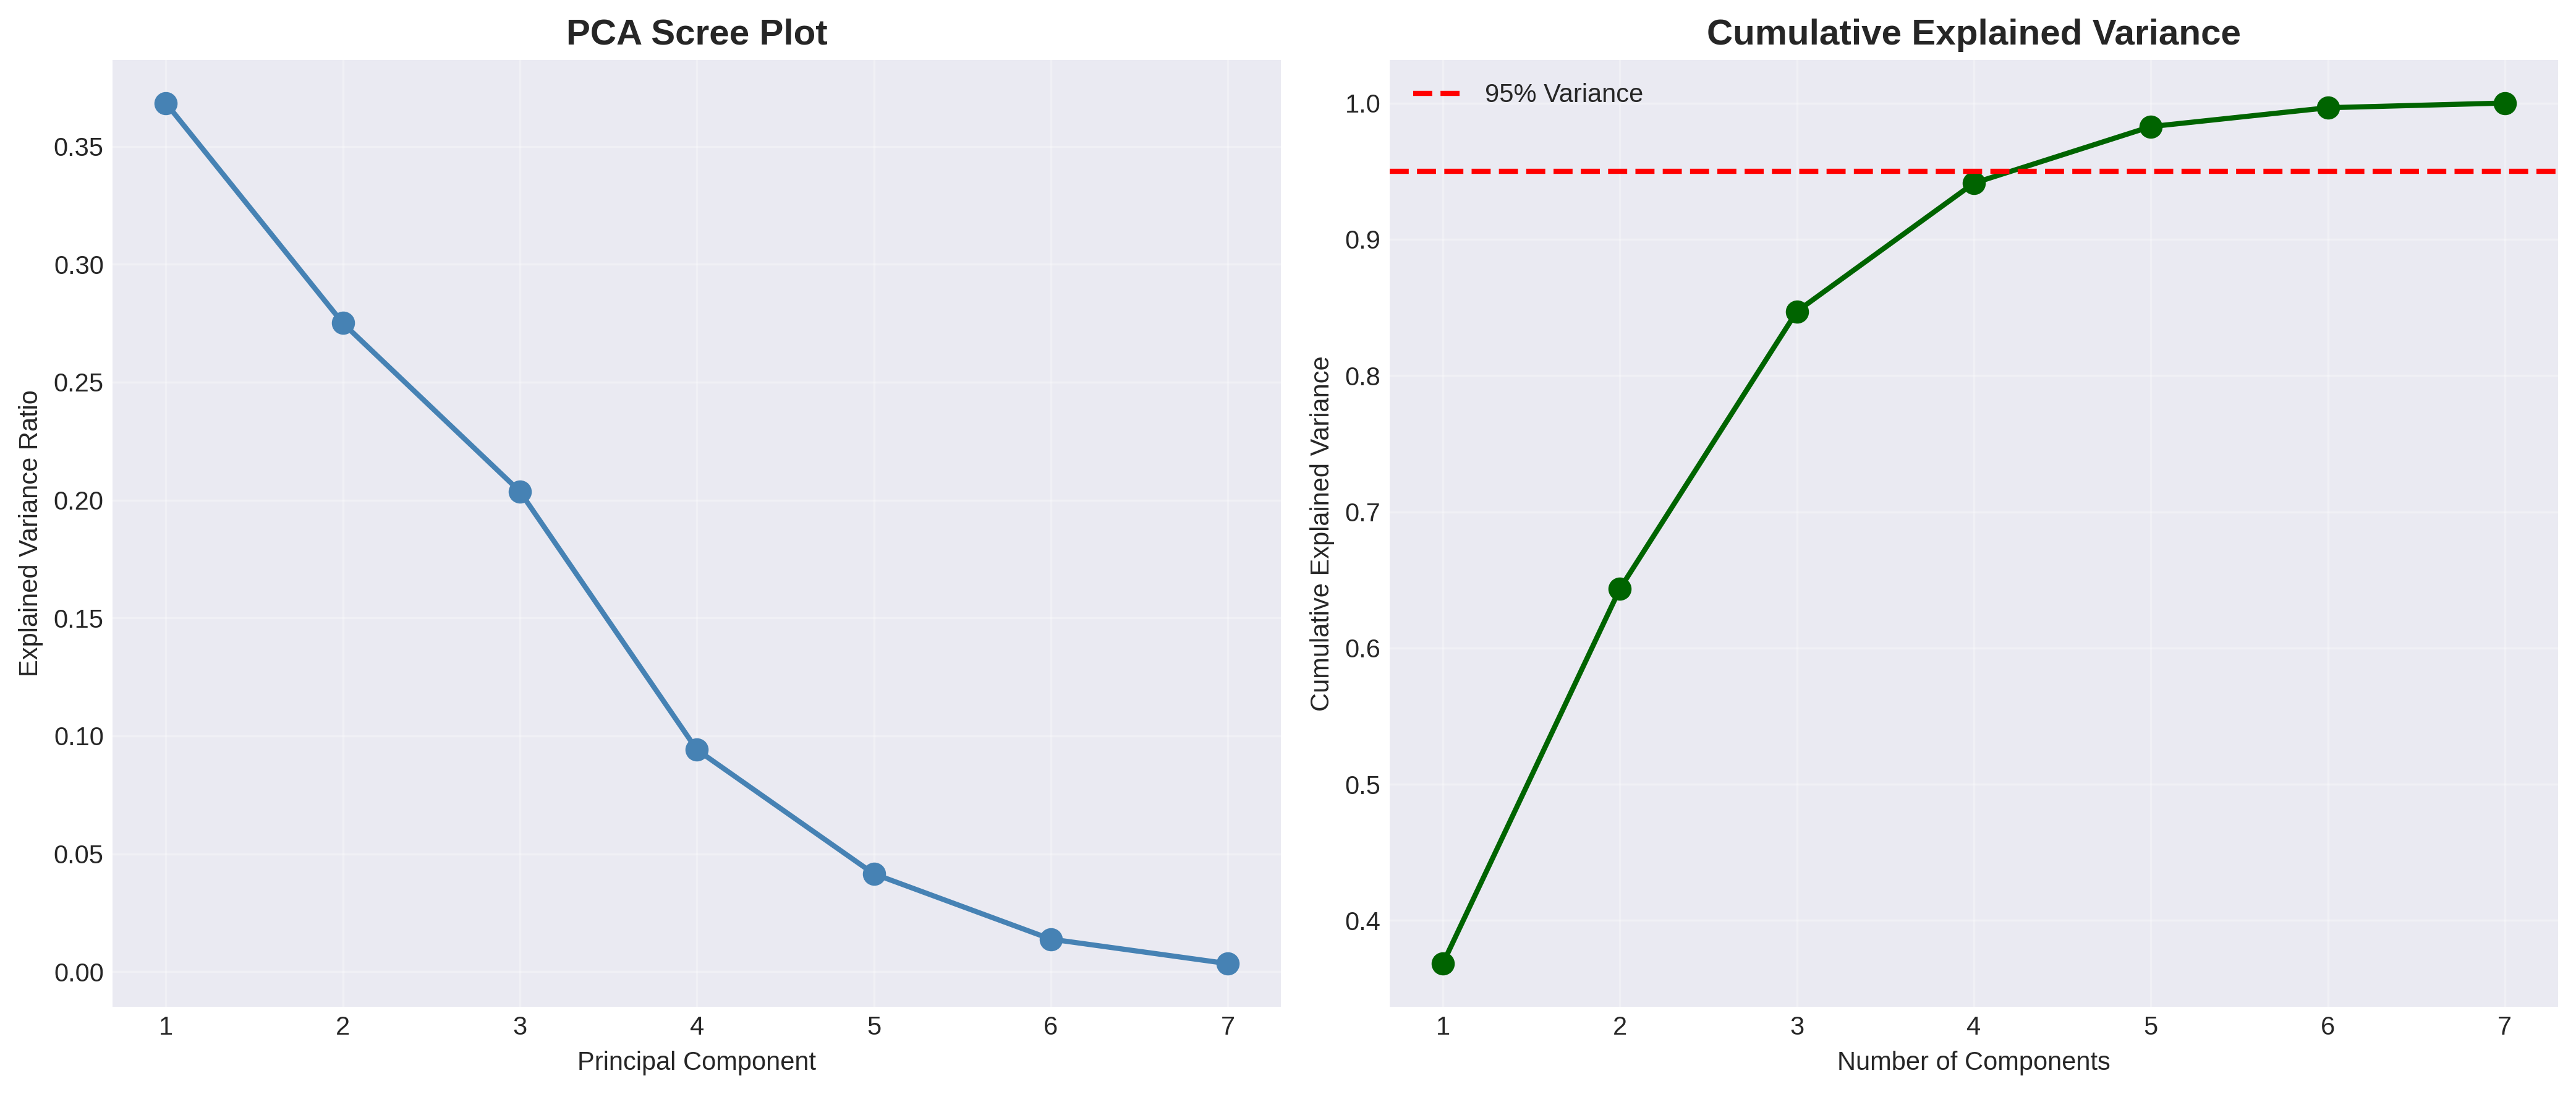 PCA Scree Plot
Explained Variance Ratio
0.35
0.30
0.25
0.20
0.15
0.10
0.05
0.00
1 2 3 4 5 6 7
Principal Component
Cumulative Explained Variance
95% Variance
Cumulative Explained Variance
1.0
0.9
0.8
0.7
0.6
0.5
0.4
1 2 3 4 5 6 7
Number of Components